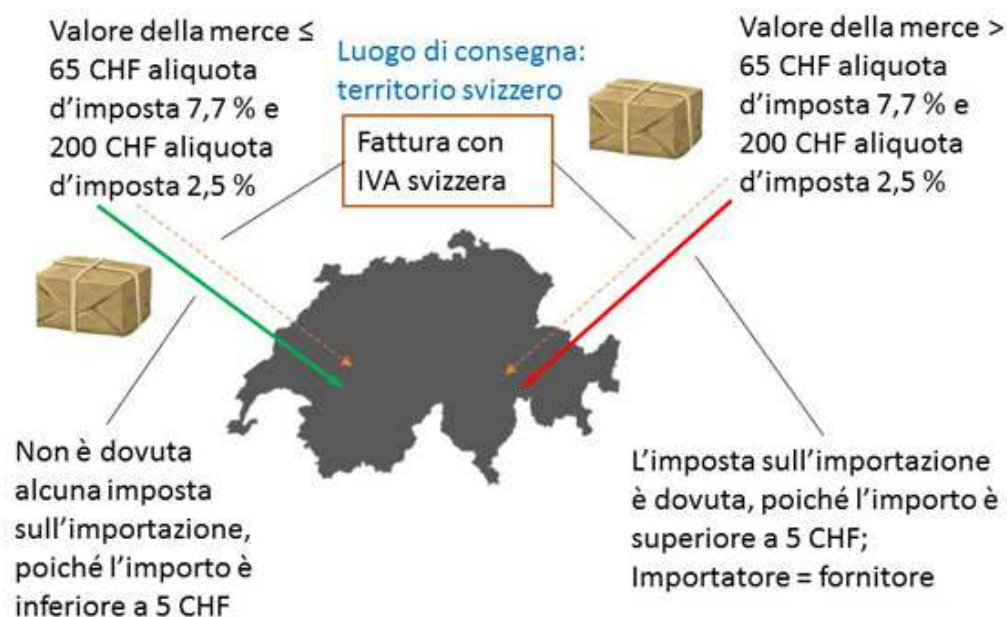 Valore della merce ≤
65 CHF aliquota
d’imposta 7,7 % e
200 CHF aliquota
d’imposta 2,5 %
Luogo di consegna:
territorio svizzero
Fattura con
IVA svizzera
Valore della merce >
65 CHF aliquota
d’imposta 7,7 % e
200 CHF aliquota
d’imposta 2,5 %
Non è dovuta
alcuna imposta
sull’importazione,
poiché l’importo è
inferiore a 5 CHF
L’imposta sull’importazione
è dovuta, poiché l’importo è
superiore a 5 CHF;
Importatore = fornitore